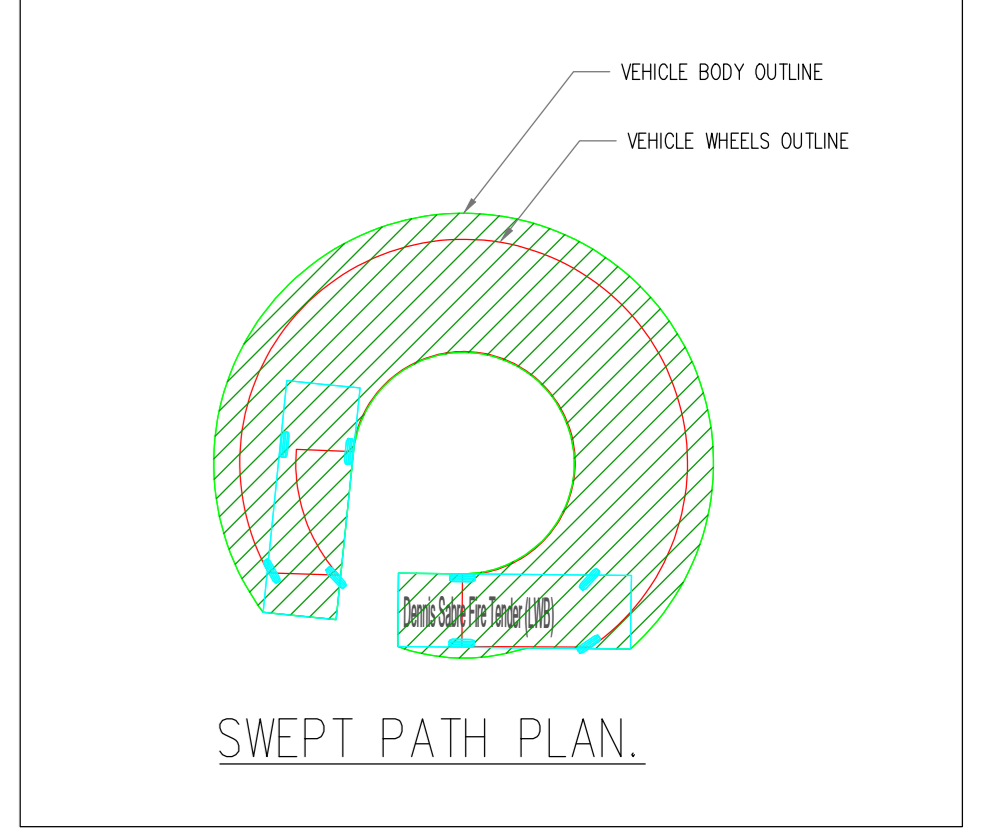 VEHICLE BODY OUTLINE
VEHICLE WHEELS OUTLINE
Dennis Sabre Fire Tender (LWB)
SWEPT PATH PLAN.